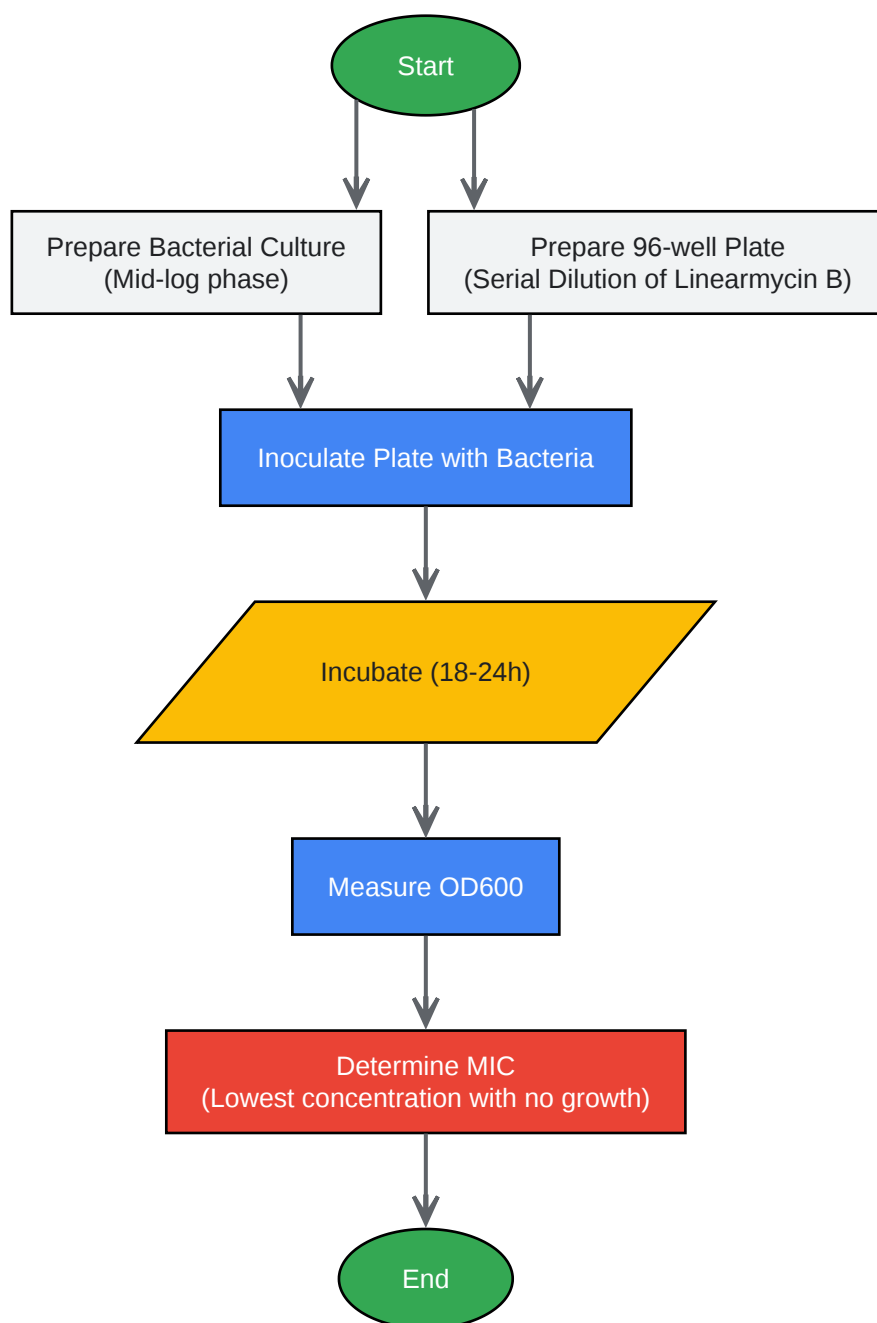 Start
Prepare Bacterial Culture
(Mid-log phase)
Prepare 96-well Plate
(Serial Dilution of Linearmycin B)
Inoculate Plate with Bacteria
Incubate (18-24h)
Measure OD600
Determine MIC
(Lowest concentration with no growth)
End